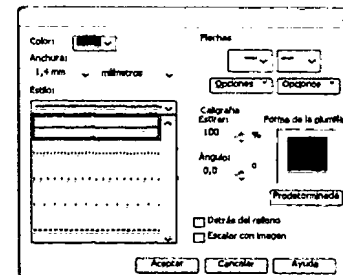 Color:
Anchura:
1,4 mm milímetros
Estilo:
Flechas
Opciones Opciones
Caligrafía
Estirar:
100 %
Ángulo:
0,0 °
Forma de la plumilla
Predeterminada
Detrás del relleno
Escalar con imagen
Aceptar Cancelar Ayuda